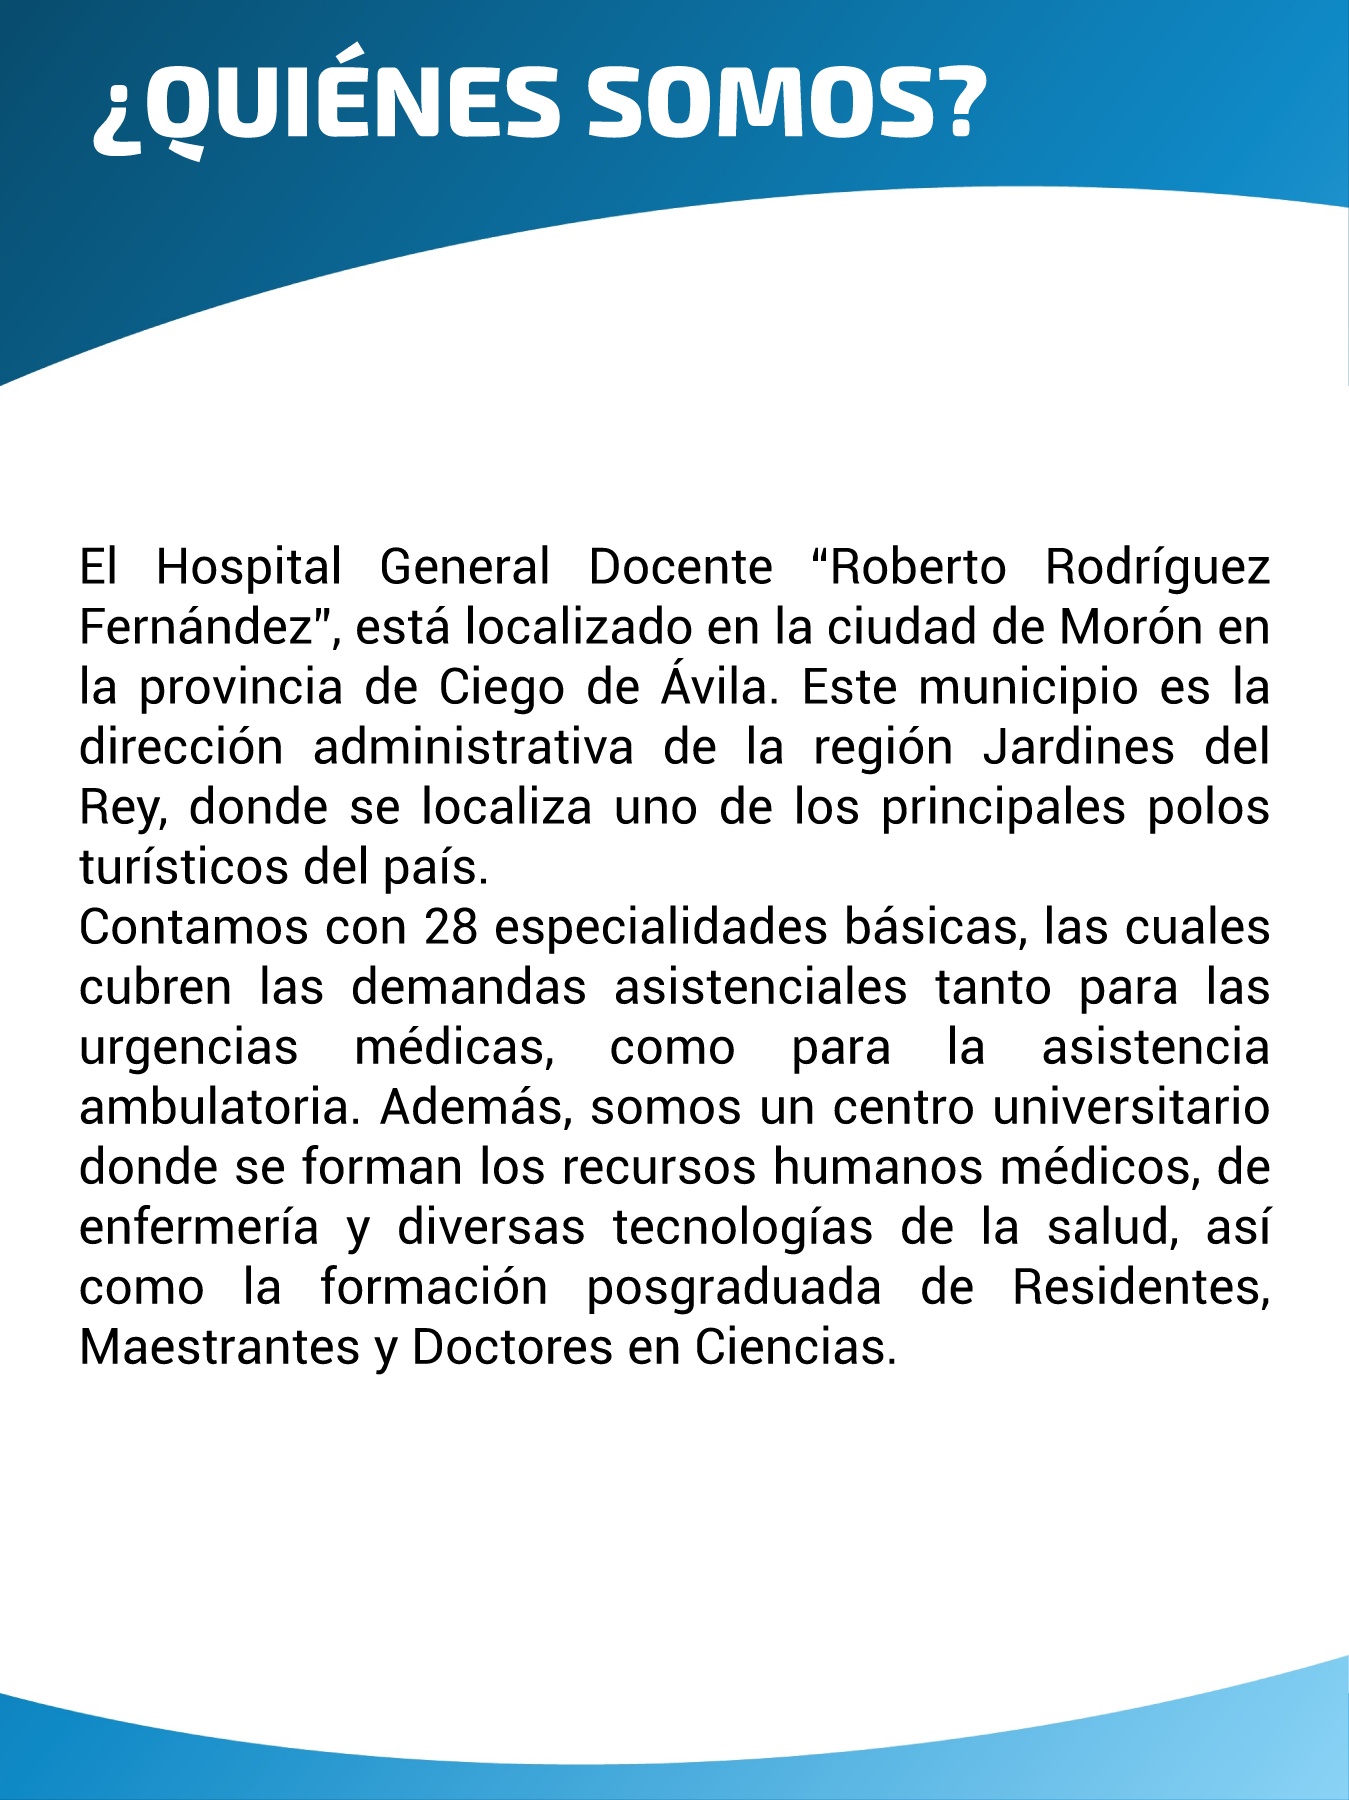 ¿QUIÉNES SOMOS?
El Hospital General Docente “Roberto Rodríguez
Fernández”, está localizado en la ciudad de Morón en
la provincia de Ciego de Ávila. Este municipio es la
dirección administrativa de la región Jardines del
Rey, donde se localiza uno de los principales polos
turísticos del país.
Contamos con 28 especialidades básicas, las cuales
cubren las demandas asistenciales tanto para las
urgencias médicas, como para la asistencia
ambulatoria. Además, somos un centro universitario
donde se forman los recursos humanos médicos, de
enfermería y diversas tecnologías de la salud, así
como la formación posgraduada de Residentes,
Maestrantes y Doctores en Ciencias.